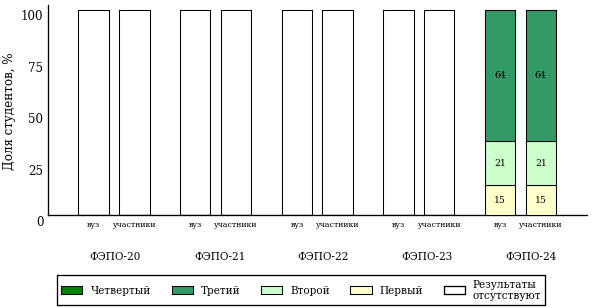 Доля студентов, %
100
75
50
25
0
64 64
21 21
15 15
вуз участники вуз участники вуз участники вуз участники вуз участники
ФЭПО-20 ФЭПО-21 ФЭПО-22 ФЭПО-23 ФЭПО-24
Четвертый Третий Второй Первый Результаты
отсутствуют